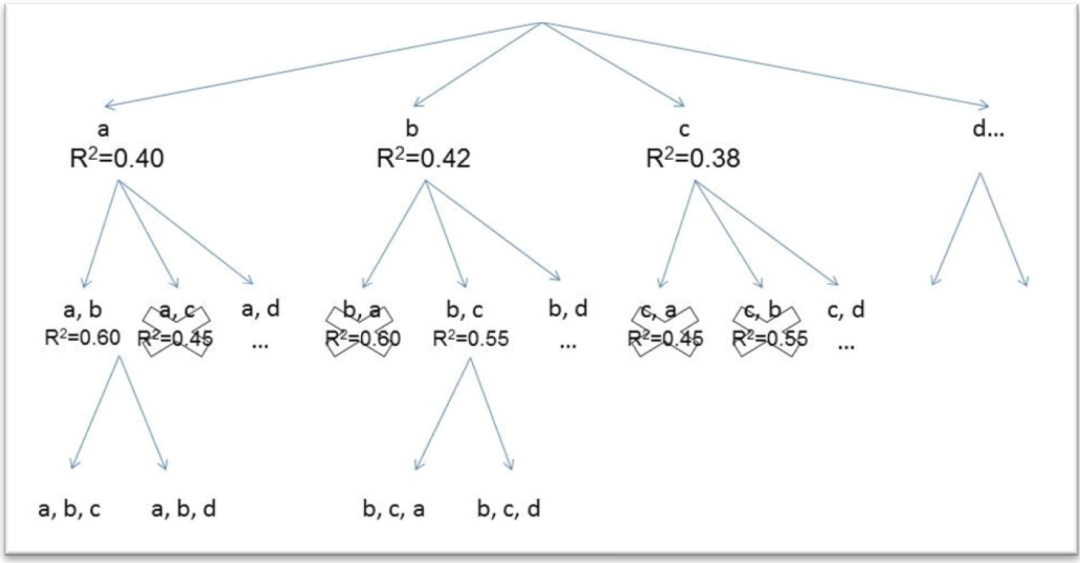 a b c d...
R²=0.40 R²=0.42 R²=0.38
a, b a, c a, d b, a b, c b, d c, a c, b c, d
R²=0.60 R²=0.45 ... R²=0.60 R²=0.55 ... R²=0.45 R²=0.55 ...
a, b, c a, b, d b, c, a b, c, d